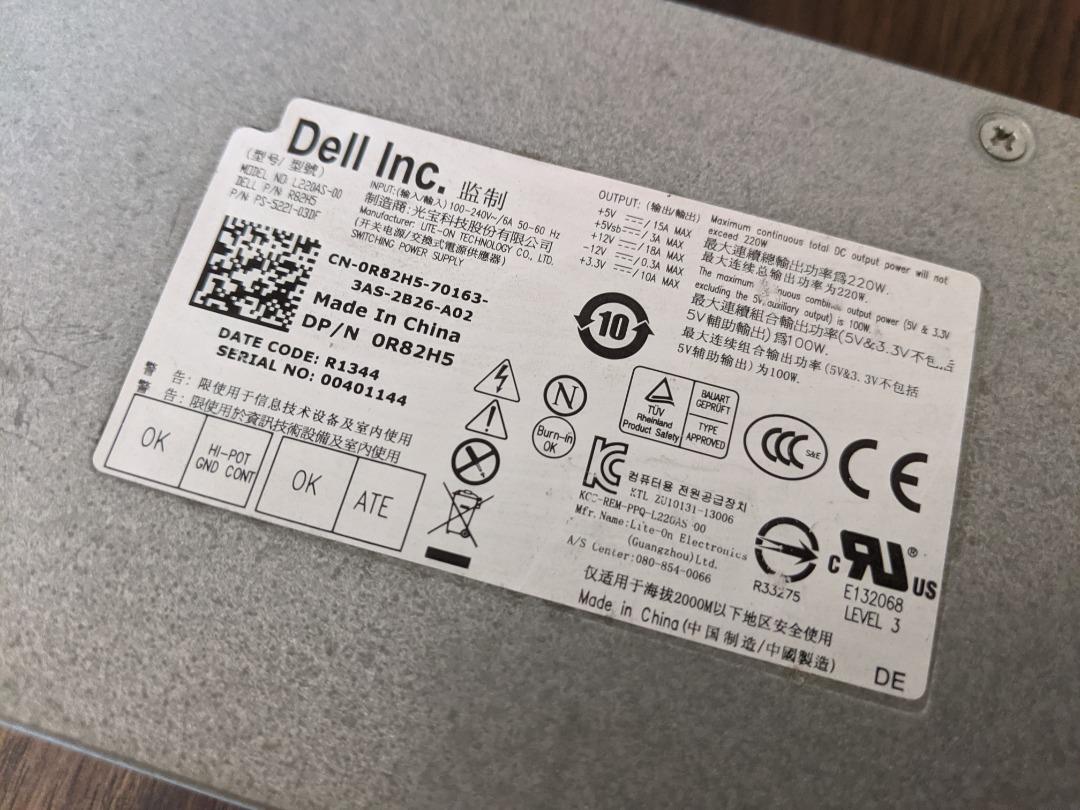 Dell Inc. 监制
(型号/ 型號)
MODEL NO. L220AS-00
DELL P/N: R82H5
P/N: PS-5221-03DF
INPUT:(输入/輸入) 100-240V~/6A 50-60 Hz
制造商:光宝科技股份有限公司
Manufacturer: LITE-ON TECHNOLOGY CO., LTD.
(开关电源/交換式電源供應器)
SWITCHING POWER SUPPLY
CN-0R82H5-70163-
3AS-2B26-A02
Made In China
DP/N 0R82H5
DATE CODE: R1344
SERIAL NO: 00401144
警 告: 限使用于信息技术设备及室内使用
警 告: 限使用於資訊技術設備及室內使用
OK
HI-POT
GND CONT
OK
ATE
OUTPUT: (输出/輸出)
+5V / 15A MAX
+5Vsb / 3A MAX
+12V / 18A MAX
-12V / 0.3A MAX
+3.3V / 10A MAX
Maximum continuous total DC output power will not
exceed 220W
最大連續總輸出功率爲220W.
最大连续总输出功率为220W.
The maximum combined output power (5V & 3.3V
excluding the 5V auxiliary output) is 100W.
最大連續組合輸出功率(5V&3.3V不包
5V輔助輸出)爲100W.
最大连续组合输出功率(5V&3.3V不包括
5V辅助输出)为100W.
10
N
Burn-in
OK
TÜV
Rheinland
Product Safety
BAUART
GEPRÜFT
TYPE
APPROVED
CCC
S&E
CE
컴퓨터용 전원공급장치
KTL ZU10131-13006
KCC-REM-PPQ-L220AS-00
Mfr.Name:Lite-On Electronics
(Guangzhou)Ltd.
A/S Center:080-854-0066
R33275
c RU ® US
E132068
LEVEL 3
仅适用于海拔2000M以下地区安全使用
Made in China(中国制造/中國製造)
DE